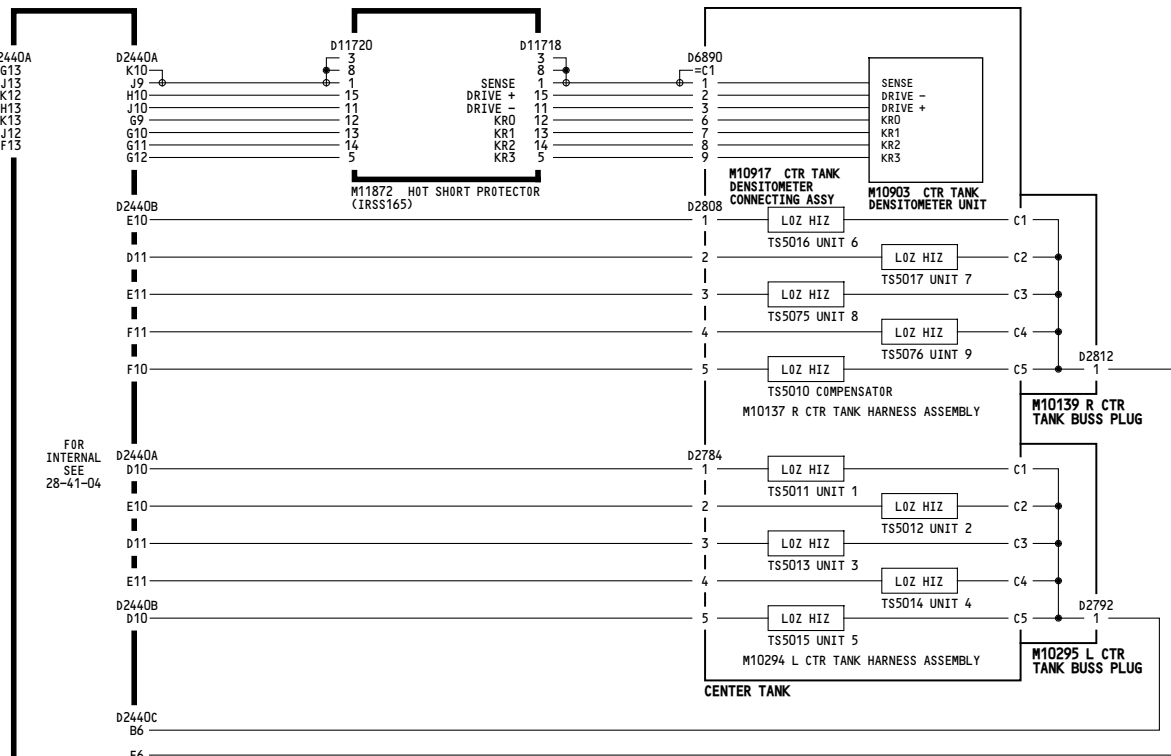 D11720 D11718
2440A D2440A 3 3 D6890
G13 K10 8 8 =C1
J13 J9 1 SENSE 1 1 SENSE
K12 H10 15 DRIVE + 15 2 DRIVE -
H13 J10 11 DRIVE - 11 3 DRIVE +
K13 G9 12 KR0 12 6 KR0
J12 G10 13 KR1 13 7 KR1
F13 G11 14 KR2 14 8 KR2
G12 5 KR3 5 9 KR3
M11872 HOT SHORT PROTECTOR
(IRSS165)
M10917 CTR TANK
DENSITOMETER
CONNECTING ASSY
M10903 CTR TANK
DENSITOMETER UNIT
D2440B D2808
E10 1 LOZ HIZ C1
TS5016 UNIT 6
D11 2 LOZ HIZ C2
TS5017 UNIT 7
E11 3 LOZ HIZ C3
TS5075 UNIT 8
F11 4 LOZ HIZ C4
TS5076 UINT 9
D2812
F10 5 LOZ HIZ C5 1
TS5010 COMPENSATOR
M10137 R CTR TANK HARNESS ASSEMBLY
M10139 R CTR
TANK BUSS PLUG
FOR
INTERNAL
SEE
28-41-04
D2440A D2784
D10 1 LOZ HIZ C1
TS5011 UNIT 1
E10 2 LOZ HIZ C2
TS5012 UNIT 2
D11 3 LOZ HIZ C3
TS5013 UNIT 3
E11 4 LOZ HIZ C4
TS5014 UNIT 4
D2440B D2792
D10 5 LOZ HIZ C5 1
TS5015 UNIT 5
M10294 L CTR TANK HARNESS ASSEMBLY
M10295 L CTR
TANK BUSS PLUG
CENTER TANK
D2440C
B6
E6